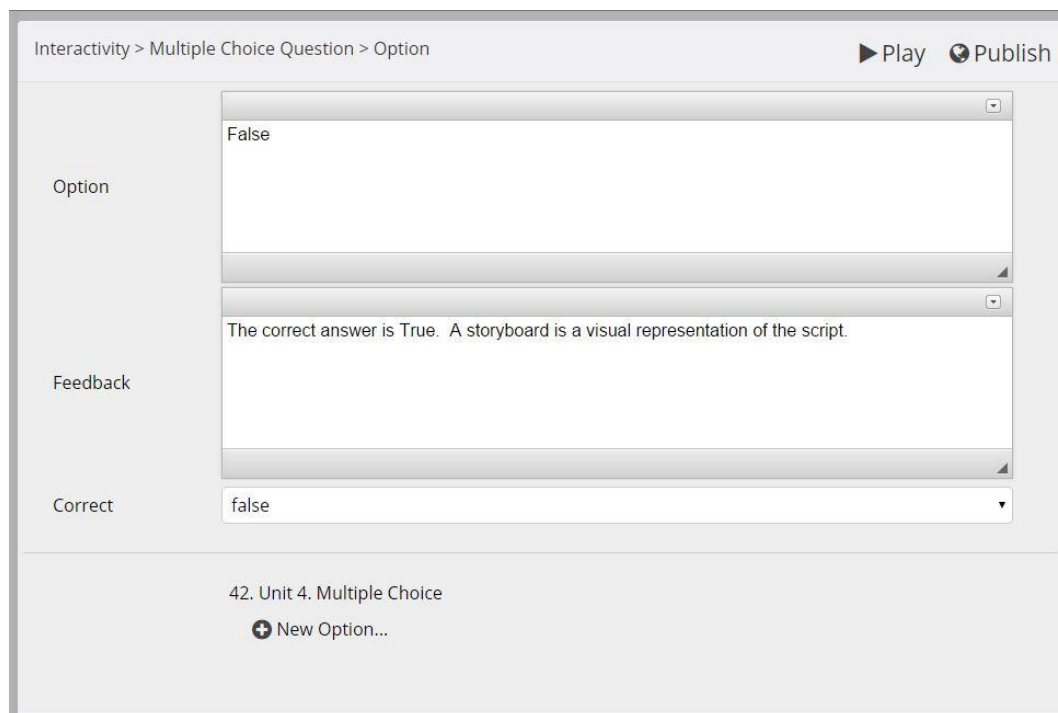 Interactivity > Multiple Choice Question > Option
Play Publish
Option
False
Feedback
The correct answer is True.  A storyboard is a visual representation of the script.
Correct
false
42. Unit 4. Multiple Choice
New Option...